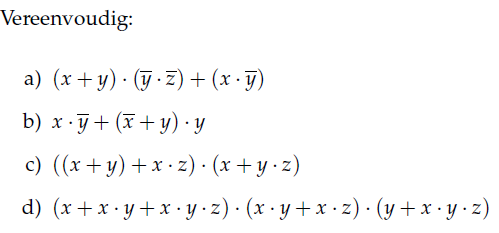 Vereenvoudig:
a) (x + y) · (y̅ · z̅) + (x · y̅)
b) x · y̅ + (x̅ + y) · y
c) ((x + y) + x · z) · (x + y · z)
d) (x + x · y + x · y · z) · (x · y + x · z) · (y + x · y · z)